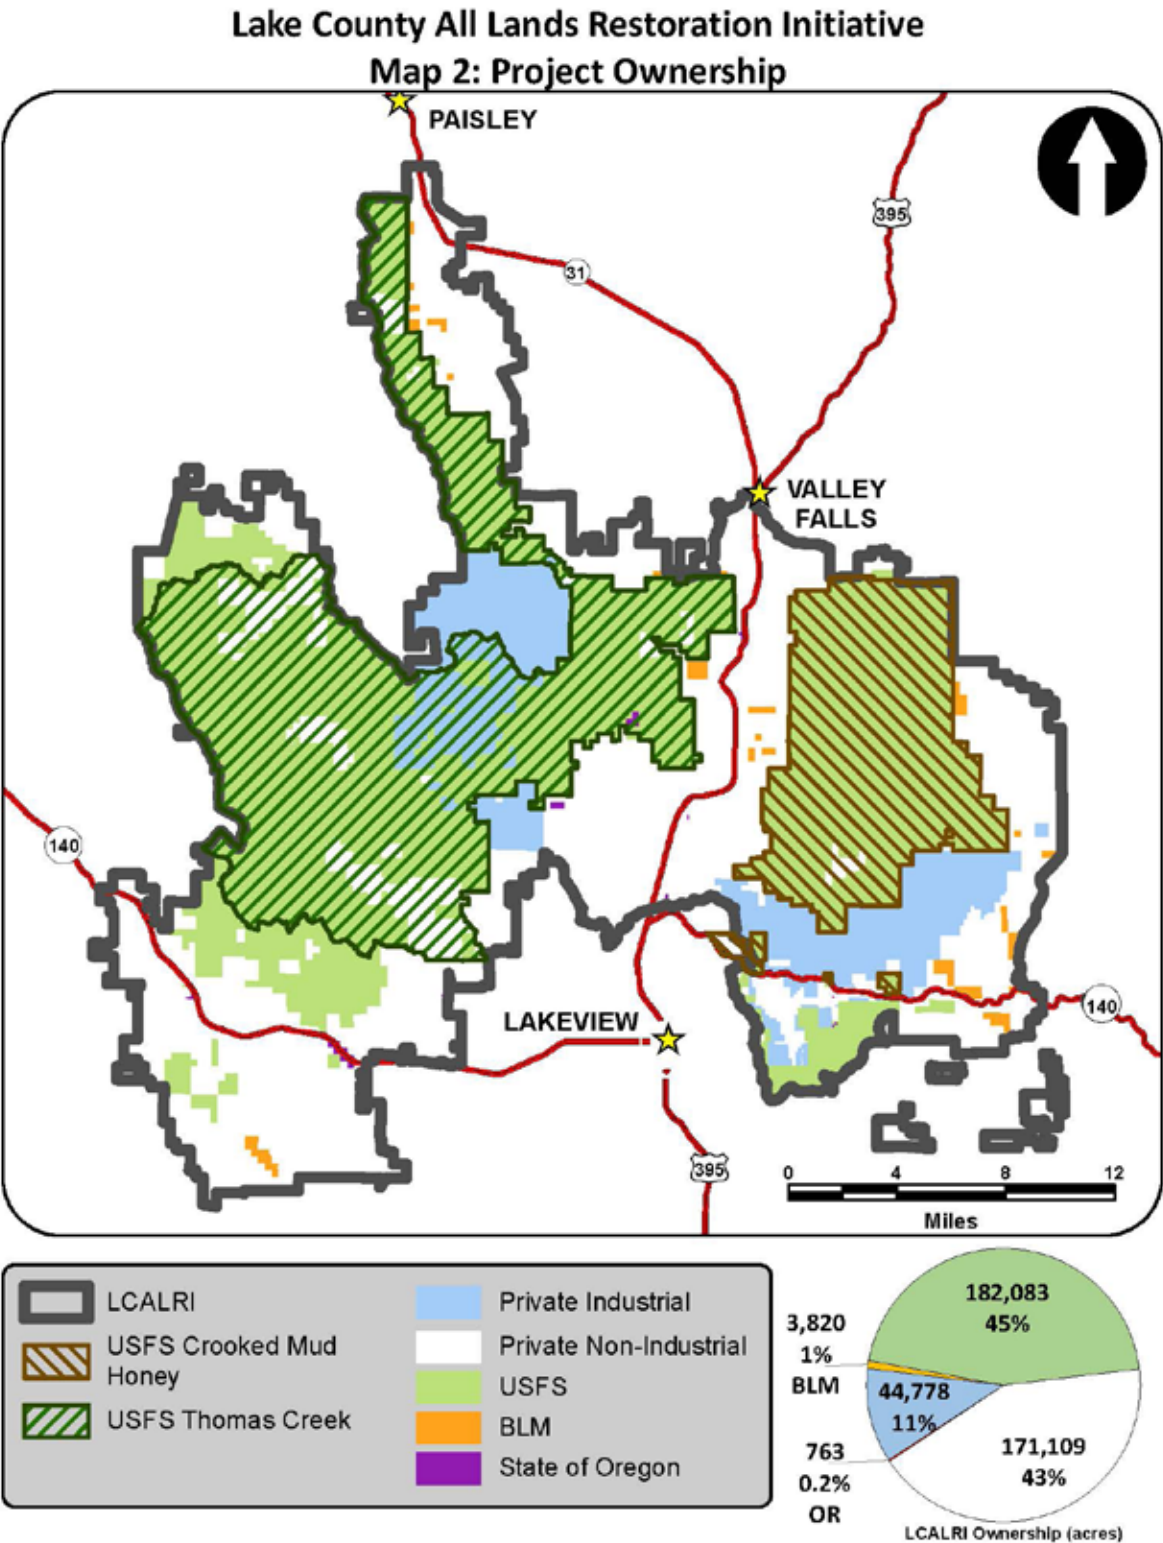 Lake County All Lands Restoration Initiative
Map 2: Project Ownership
PAISLEY
395
31
VALLEY
FALLS
140
140
LAKEVIEW
395
0 4 8 12
Miles
LCALRI
USFS Crooked Mud
Honey
USFS Thomas Creek
Private Industrial
Private Non-Industrial
USFS
BLM
State of Oregon
182,083
45%
3,820
1%
BLM
44,778
11%
171,109
43%
763
0.2%
OR
LCALRI Ownership (acres)